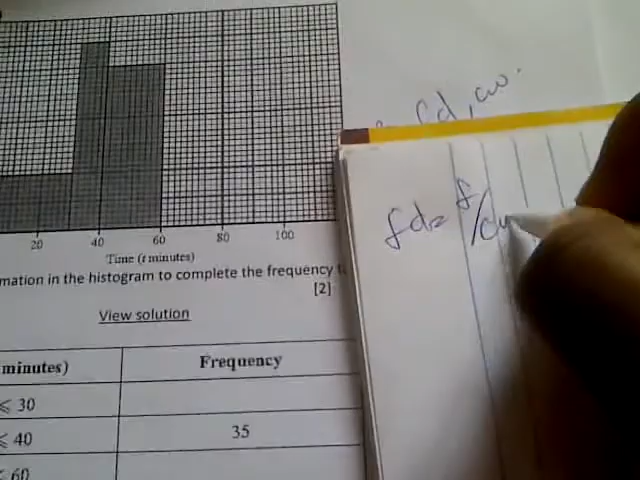 fd, cw.
fd = f/cw
20 40 60 80 100
Time (t minutes)
mation in the histogram to complete the frequency
[2]
View solution
minutes) Frequency
⩽ 30
⩽ 40 35
⩽ 60